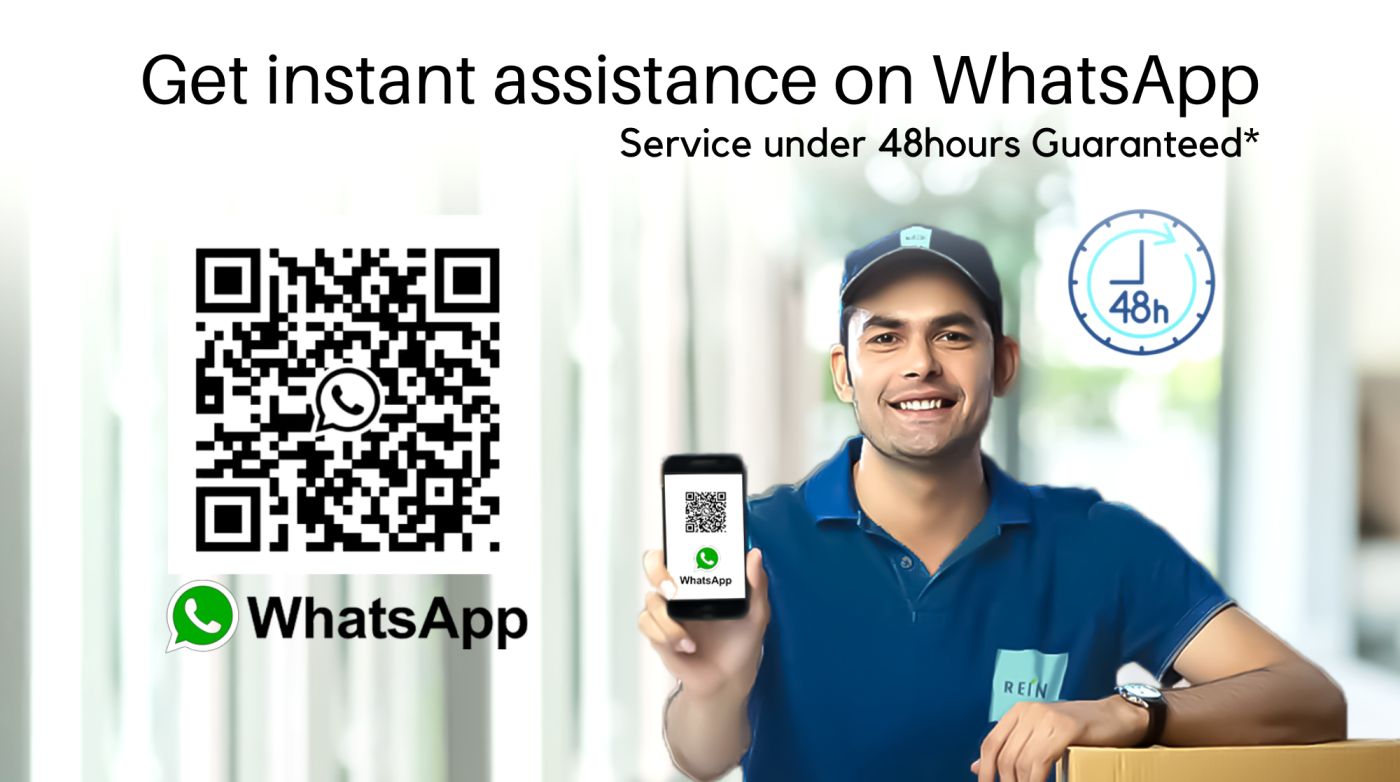 Get instant assistance on WhatsApp
Service under 48hours Guaranteed*
48h
WhatsApp
WhatsApp
REIN